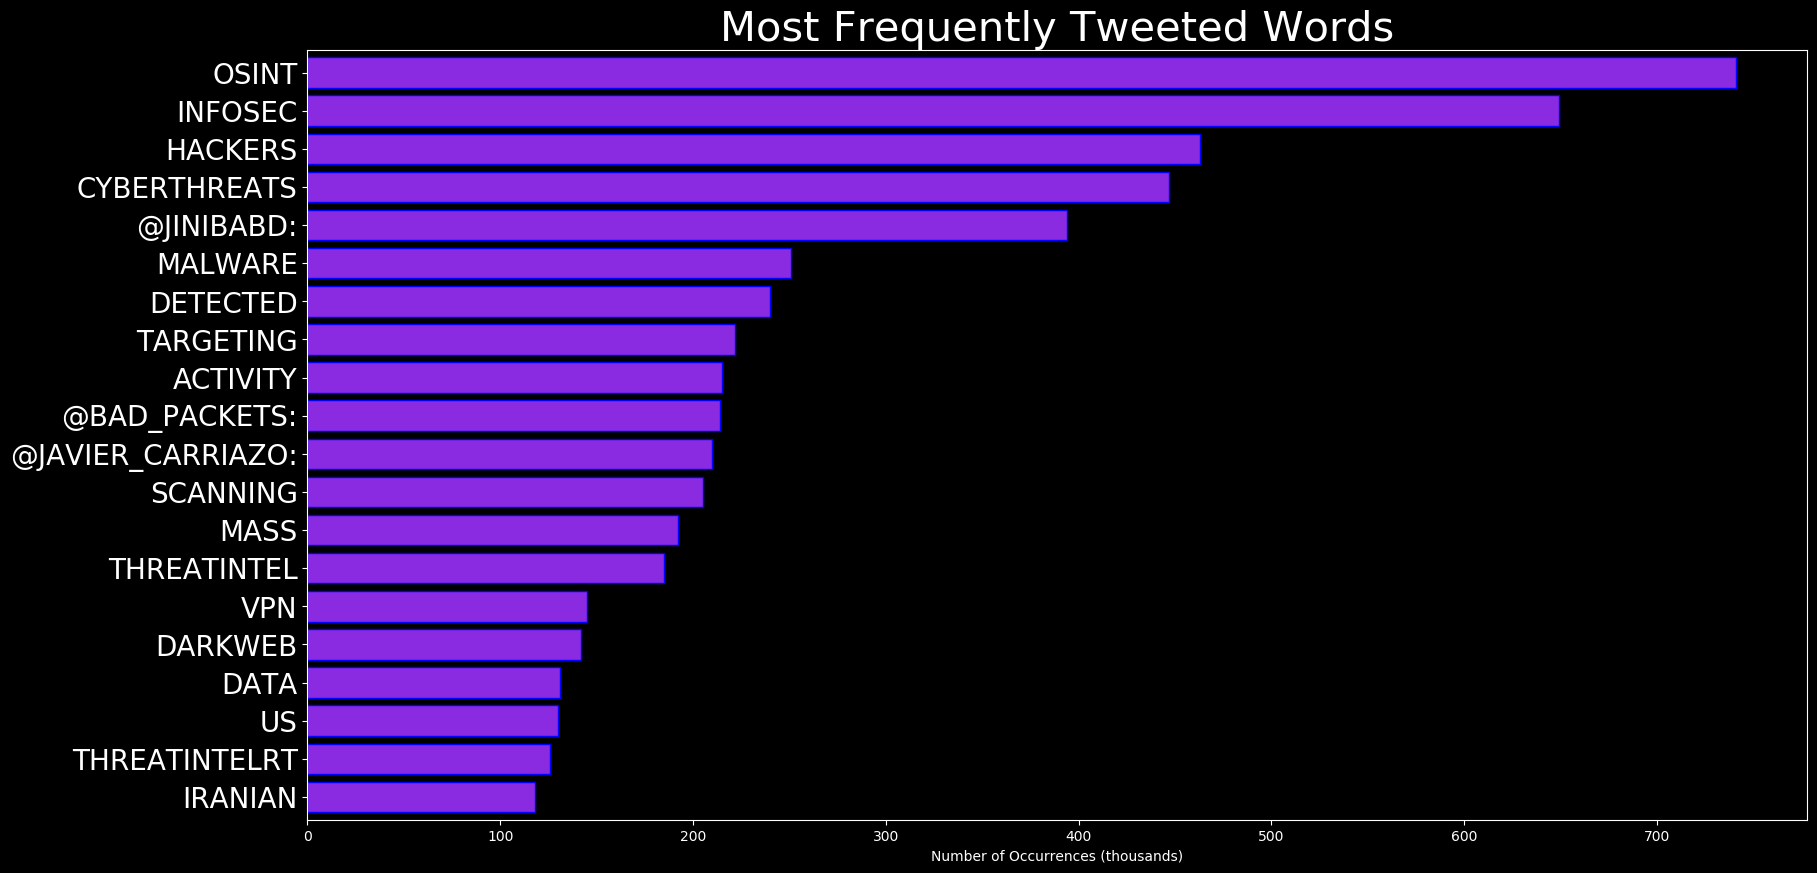 Most Frequently Tweeted Words
OSINT
INFOSEC
HACKERS
CYBERTHREATS
@JINIBABD:
MALWARE
DETECTED
TARGETING
ACTIVITY
@BAD_PACKETS:
@JAVIER_CARRIAZO:
SCANNING
MASS
THREATINTEL
VPN
DARKWEB
DATA
US
THREATINTELRT
IRANIAN
0 100 200 300 400 500 600 700
Number of Occurrences (thousands)